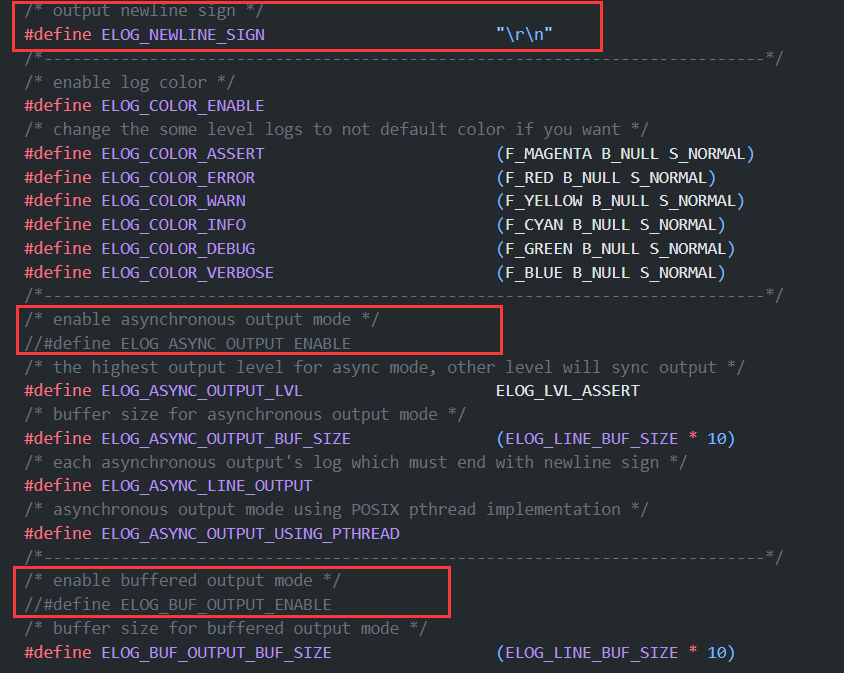 /* output newline sign */
#define ELOG_NEWLINE_SIGN "\r\n"
/*---------------------------------------------------------------------------*/
/* enable log color */
#define ELOG_COLOR_ENABLE
/* change the some level logs to not default color if you want */
#define ELOG_COLOR_ASSERT (F_MAGENTA B_NULL S_NORMAL)
#define ELOG_COLOR_ERROR (F_RED B_NULL S_NORMAL)
#define ELOG_COLOR_WARN (F_YELLOW B_NULL S_NORMAL)
#define ELOG_COLOR_INFO (F_CYAN B_NULL S_NORMAL)
#define ELOG_COLOR_DEBUG (F_GREEN B_NULL S_NORMAL)
#define ELOG_COLOR_VERBOSE (F_BLUE B_NULL S_NORMAL)
/*---------------------------------------------------------------------------*/
/* enable asynchronous output mode */
//#define ELOG_ASYNC_OUTPUT_ENABLE
/* the highest output level for async mode, other level will sync output */
#define ELOG_ASYNC_OUTPUT_LVL ELOG_LVL_ASSERT
/* buffer size for asynchronous output mode */
#define ELOG_ASYNC_OUTPUT_BUF_SIZE (ELOG_LINE_BUF_SIZE * 10)
/* each asynchronous output's log which must end with newline sign */
#define ELOG_ASYNC_LINE_OUTPUT
/* asynchronous output mode using POSIX pthread implementation */
#define ELOG_ASYNC_OUTPUT_USING_PTHREAD
/*---------------------------------------------------------------------------*/
/* enable buffered output mode */
//#define ELOG_BUF_OUTPUT_ENABLE
/* buffer size for buffered output mode */
#define ELOG_BUF_OUTPUT_BUF_SIZE (ELOG_LINE_BUF_SIZE * 10)